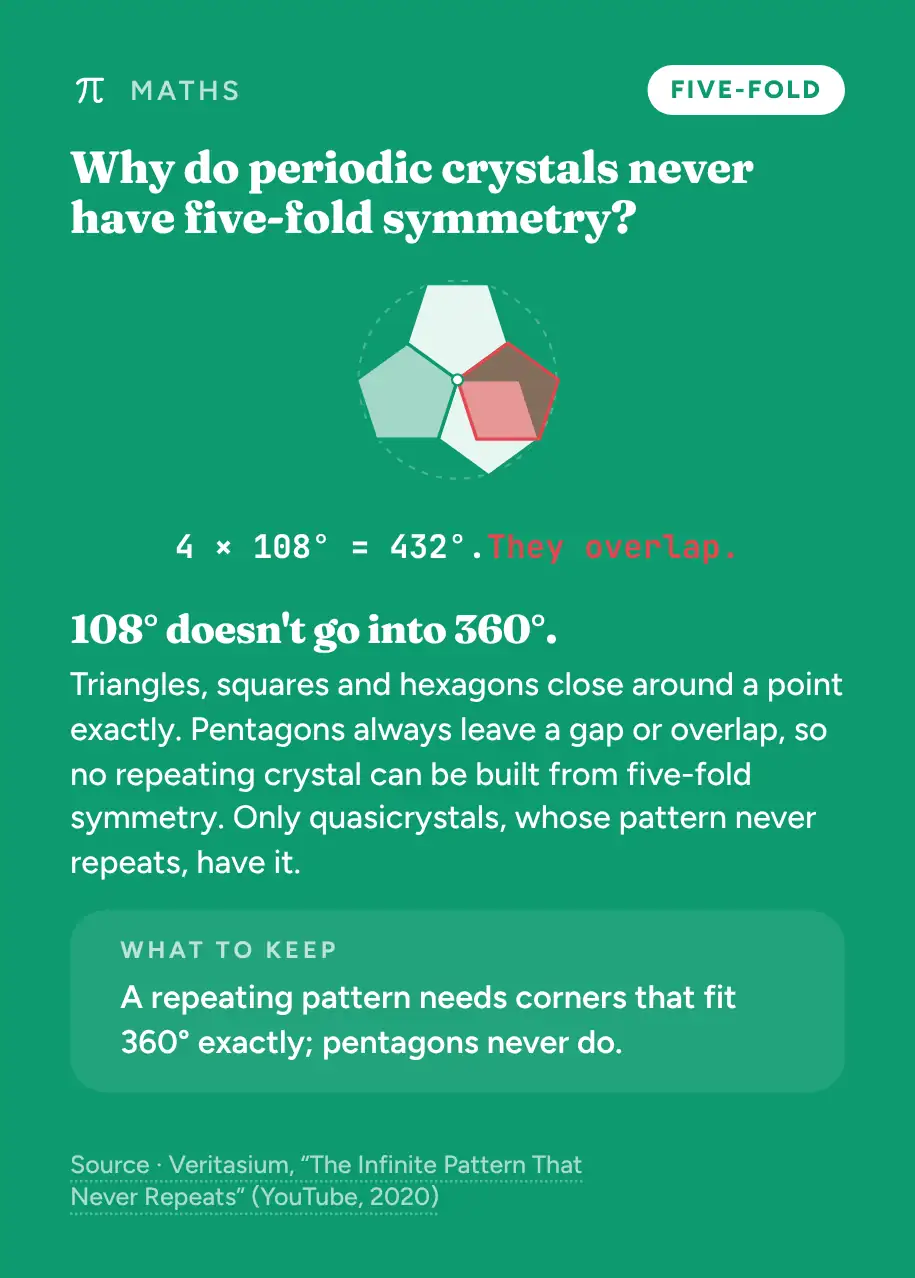 π MATHS
FIVE-FOLD
Why do periodic crystals never
have five-fold symmetry?
4 × 108° = 432°. They overlap.
108° doesn't go into 360°.
Triangles, squares and hexagons close around a point
exactly. Pentagons always leave a gap or overlap, so
no repeating crystal can be built from five-fold
symmetry. Only quasicrystals, whose pattern never
repeats, have it.
WHAT TO KEEP
A repeating pattern needs corners that fit
360° exactly; pentagons never do.
Source · Veritasium, “The Infinite Pattern That
Never Repeats” (YouTube, 2020)